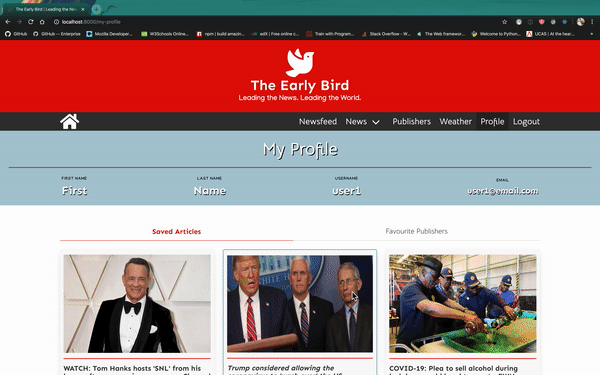 The Early Bird | Leading the New
localhost:8000/my-profile
GitHub GitHub — Enterprise Mozilla Developer... W3Schools Online... npm | build amazin... edX | Free online c... Train with Program... Stack Overflow - W... The Web framewor... Welcome to Python... UCAS | At the hear...
The Early Bird
Leading the News. Leading the World.
Newsfeed News Publishers Weather Profile Logout
My Profile
FIRST NAME LAST NAME USERNAME EMAIL
First Name user1 user1@email.com
Saved Articles Favourite Publishers
WATCH: Tom Hanks hosts 'SNL' from his
Trump considered allowing the
COVID-19: Plea to sell alcohol during